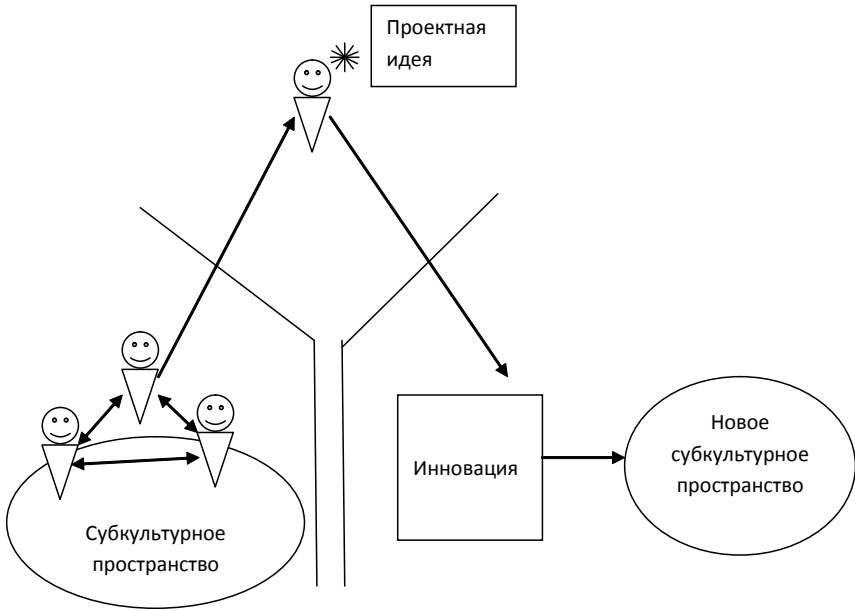 Проектная
идея
Инновация
Новое
субкультурное
пространство
Субкультурное
пространство